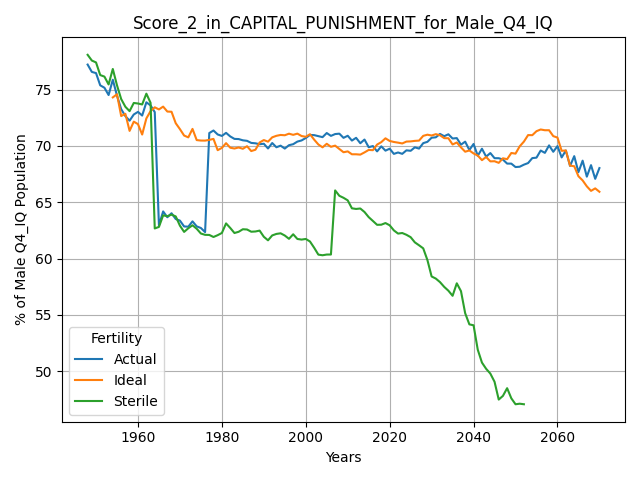 Score_2_in_CAPITAL_PUNISHMENT_for_Male_Q4_IQ
% of Male Q4_IQ Population
75
70
65
60
55
50
Fertility
Actual
Ideal
Sterile
1960 1980 2000 2020 2040 2060
Years